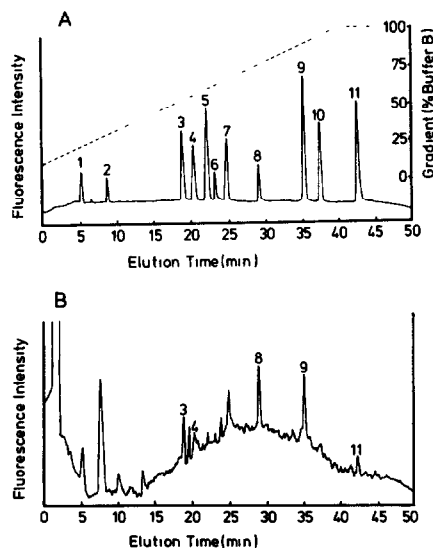 A
Fluorescence Intensity
1
2
3
4
5
6
7
8
9
10
11
100
75
50
25
0
Gradient (% Buffer B)
0 5 10 15 20 25 30 35 40 45 50
Elution Time(min)
B
Fluorescence Intensity
3
4
8
9
11
0 5 10 15 20 25 30 35 40 45 50
Elution Time(min)